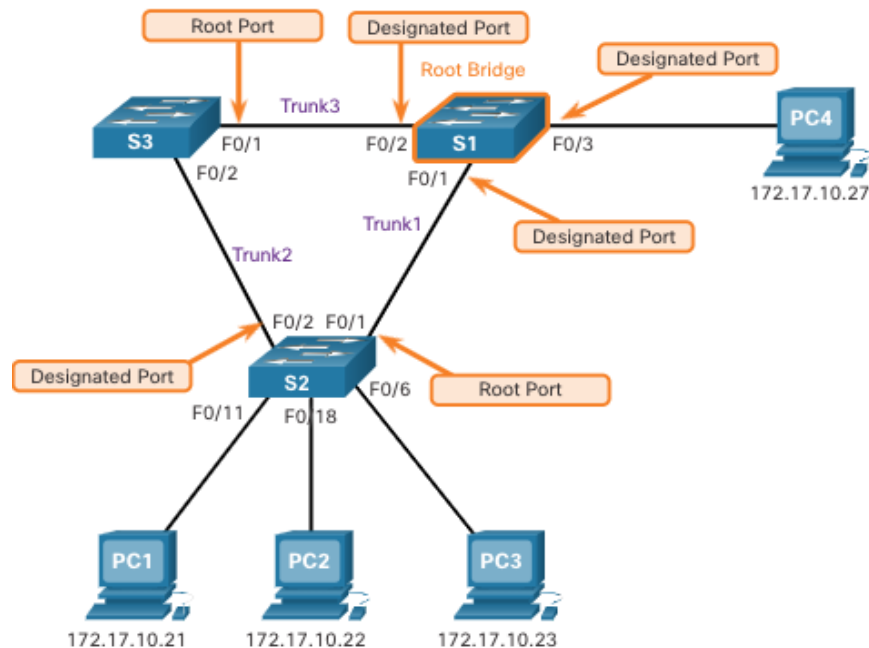 Root Port
Designated Port
Root Bridge
Designated Port
Trunk3
S3
F0/1
F0/2
S1
F0/3
PC4
F0/2
F0/1
172.17.10.27
Trunk1
Designated Port
Trunk2
F0/2
F0/1
Designated Port
S2
F0/6
Root Port
F0/11
F0/18
PC1
PC2
PC3
172.17.10.21
172.17.10.22
172.17.10.23